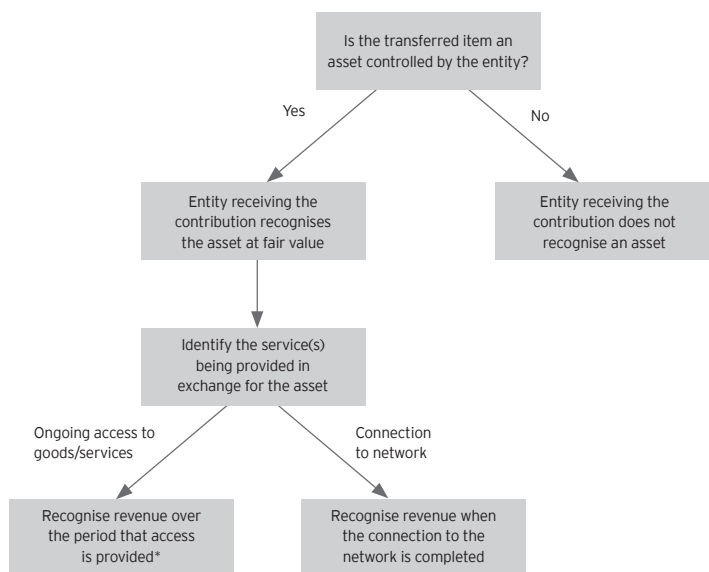 Is the transferred item an
asset controlled by the entity?
Yes
No
Entity receiving the
contribution recognises
the asset at fair value
Entity receiving the
contribution does not
recognise an asset
Identify the service(s)
being provided in
exchange for the asset
Ongoing access to
goods/services
Connection
to network
Recognise revenue over
the period that access
is provided*
Recognise revenue when
the connection to the
network is completed